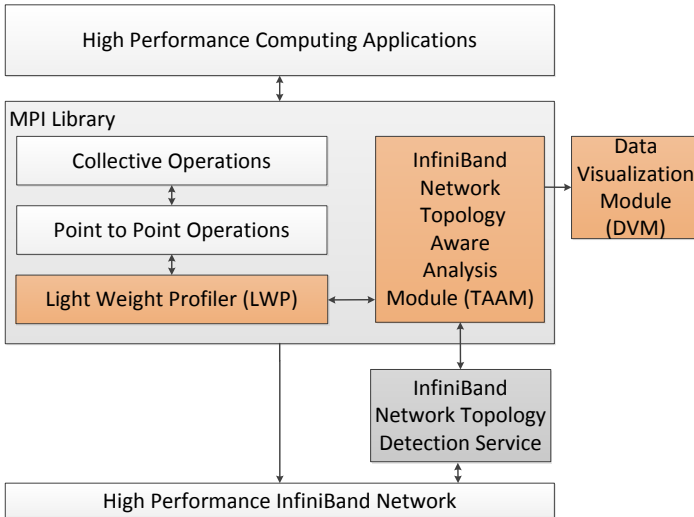 High Performance Computing Applications
MPI Library
Collective Operations
Point to Point Operations
Light Weight Profiler (LWP)
InfiniBand
Network
Topology
Aware
Analysis
Module (TAAM)
Data
Visualization
Module
(DVM)
InfiniBand
Network Topology
Detection Service
High Performance InfiniBand Network